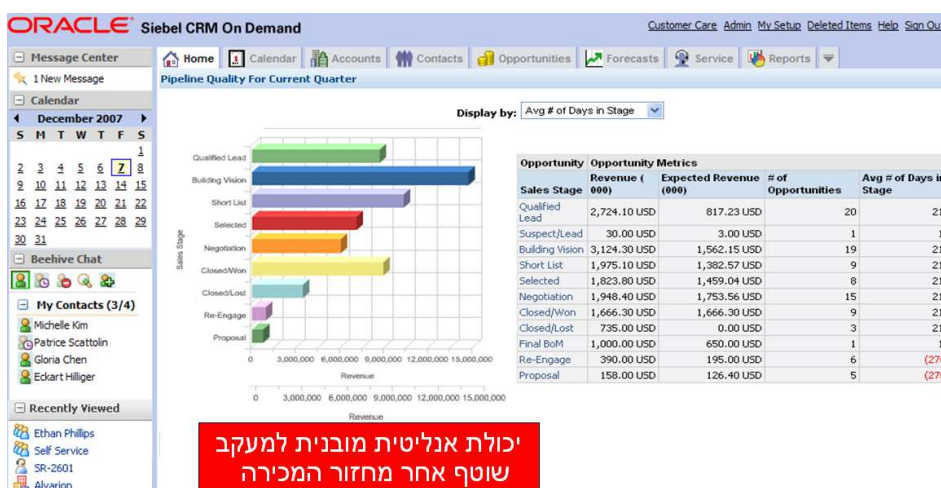 ORACLE Siebel CRM On Demand
Customer Care Admin My Setup Deleted Items Help Sign Ou
Message Center
1 New Message
Home Calendar Accounts Contacts Opportunities Forecasts Service Reports
Pipeline Quality For Current Quarter
Calendar
December 2007
S M T W T F S
1
2 3 4 5 6 7 8
9 10 11 12 13 14 15
16 17 18 19 20 21 22
23 24 25 26 27 28 29
30 31
Beehive Chat
My Contacts (3/4)
Michelle Kim
Patrice Scattolin
Gloria Chen
Eckart Hilliger
Recently Viewed
Ethan Phillips
Self Service
SR-2601
Alvarion
Display by: Avg # of Days in Stage
Sales Stage
Qualified Lead
Building Vision
Short List
Selected
Negotiation
Closed/Won
Closed/Lost
Re-Engage
Proposal
0 3,000,000 6,000,000 9,000,000 12,000,000 15,000,000
Revenue
0 3,000,000 6,000,000 9,000,000 12,000,000 15,000,000
Revenue
Opportunity Opportunity Metrics
Sales Stage Revenue ( 000) Expected Revenue (000) # of Opportunities Avg # of Days i Stage
Qualified Lead 2,724.10 USD 817.23 USD 20 21
Suspect/Lead 30.00 USD 3.00 USD 1 1
Building Vision 3,124.30 USD 1,562.15 USD 19 21
Short List 1,975.10 USD 1,382.57 USD 9 21
Selected 1,823.80 USD 1,459.04 USD 8 21
Negotiation 1,948.40 USD 1,753.56 USD 15 21
Closed/Won 1,666.30 USD 1,666.30 USD 9 21
Closed/Lost 735.00 USD 0.00 USD 3 21
Final BoM 1,000.00 USD 650.00 USD 1 1
Re-Engage 390.00 USD 195.00 USD 6 (27
Proposal 158.00 USD 126.40 USD 5 (27
יכולת אנליטית מובנית למעקב
שוטף אחר מחזור המכירה